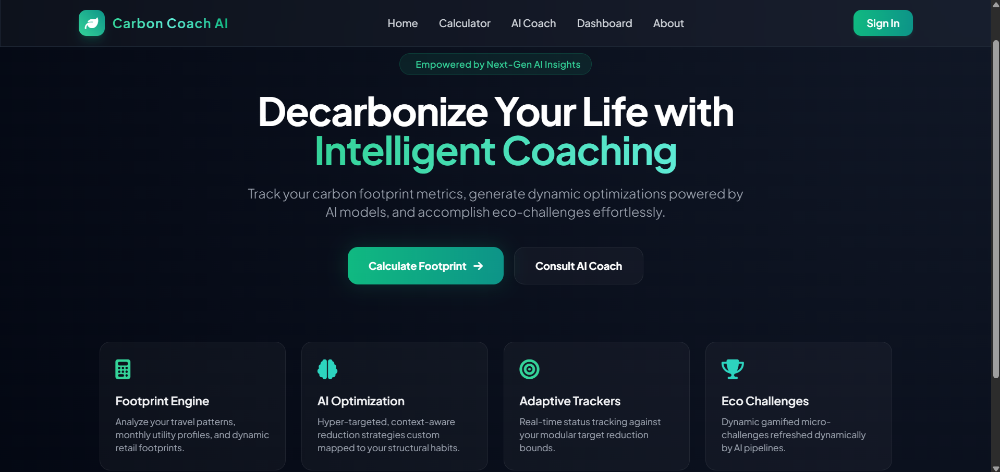 Carbon Coach AI
Home
Calculator
AI Coach
Dashboard
About
Sign In
Empowered by Next-Gen AI Insights
Decarbonize Your Life with
Intelligent Coaching
Track your carbon footprint metrics, generate dynamic optimizations powered by
AI models, and accomplish eco-challenges effortlessly.
Calculate Footprint →
Consult AI Coach
Footprint Engine
Analyze your travel patterns,
monthly utility profiles, and dynamic
retail footprints.
AI Optimization
Hyper-targeted, context-aware
reduction strategies custom
mapped to your structural habits.
Adaptive Trackers
Real-time status tracking against
your modular target reduction
bounds.
Eco Challenges
Dynamic gamified micro-
challenges refreshed dynamically
by AI pipelines.